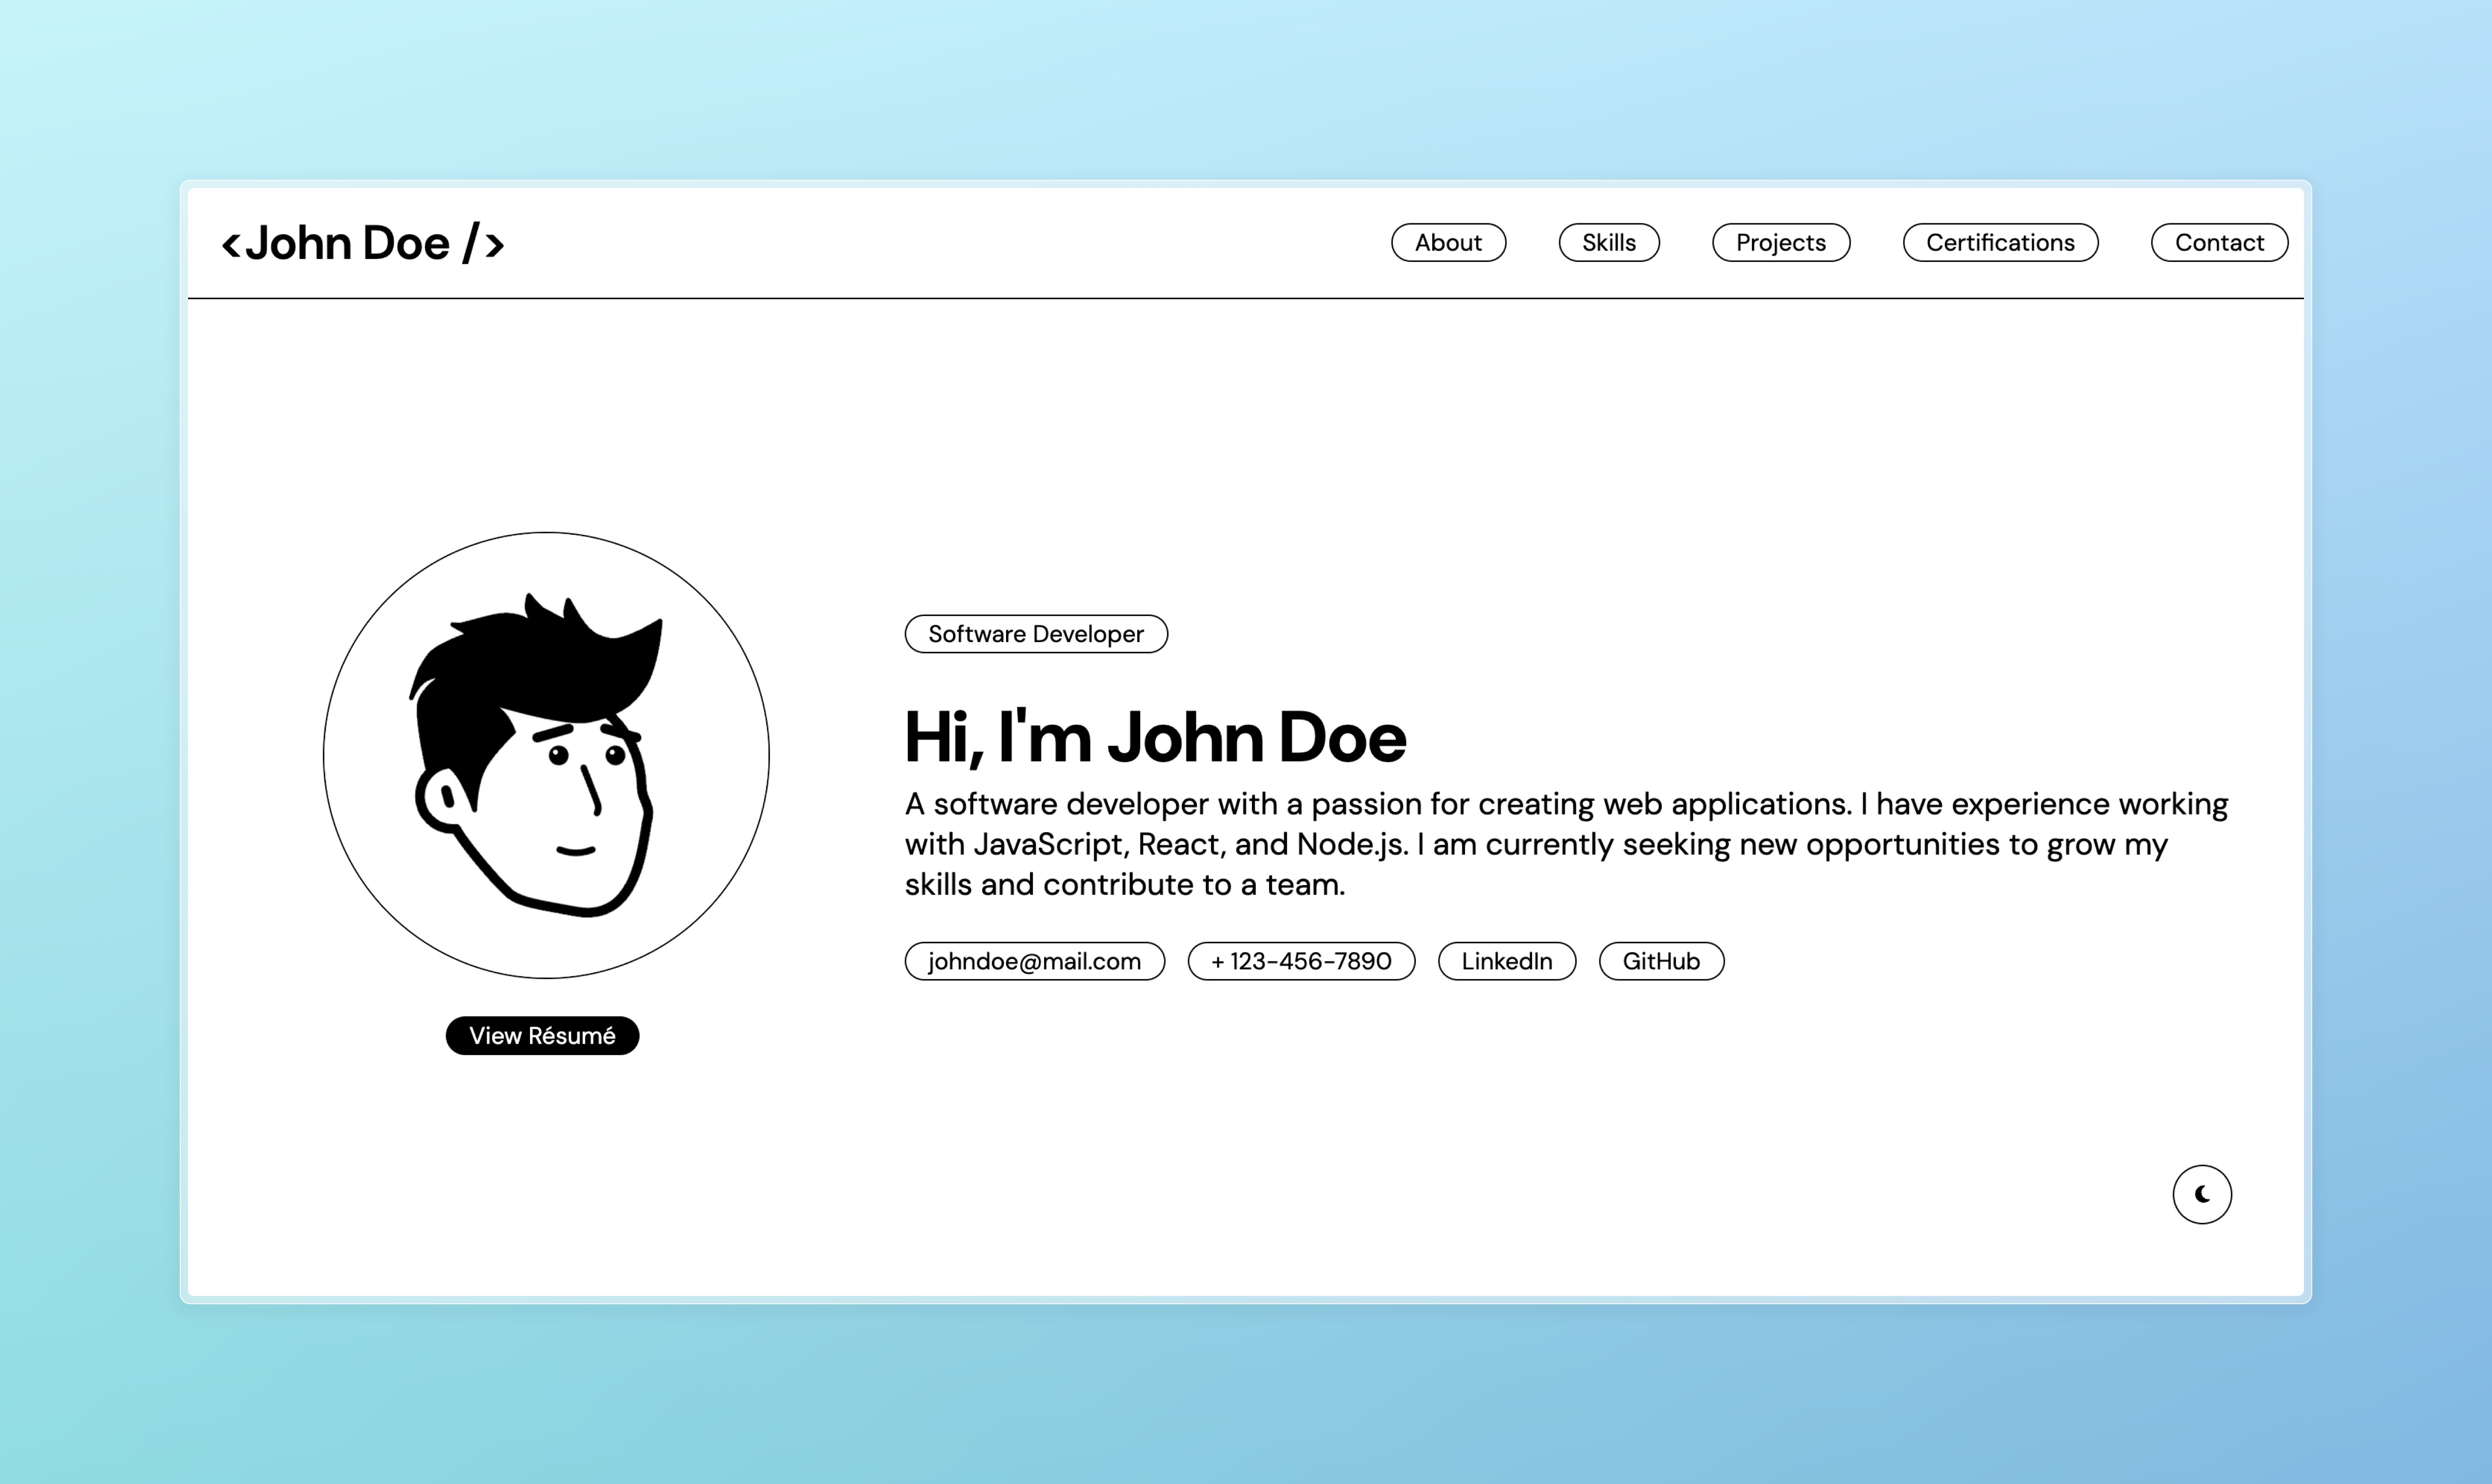 <John Doe />
About Skills Projects Certifications Contact
Software Developer
Hi, I'm John Doe
A software developer with a passion for creating web applications. I have experience working
with JavaScript, React, and Node.js. I am currently seeking new opportunities to grow my
skills and contribute to a team.
johndoe@mail.com + 123-456-7890 LinkedIn GitHub
View Résumé